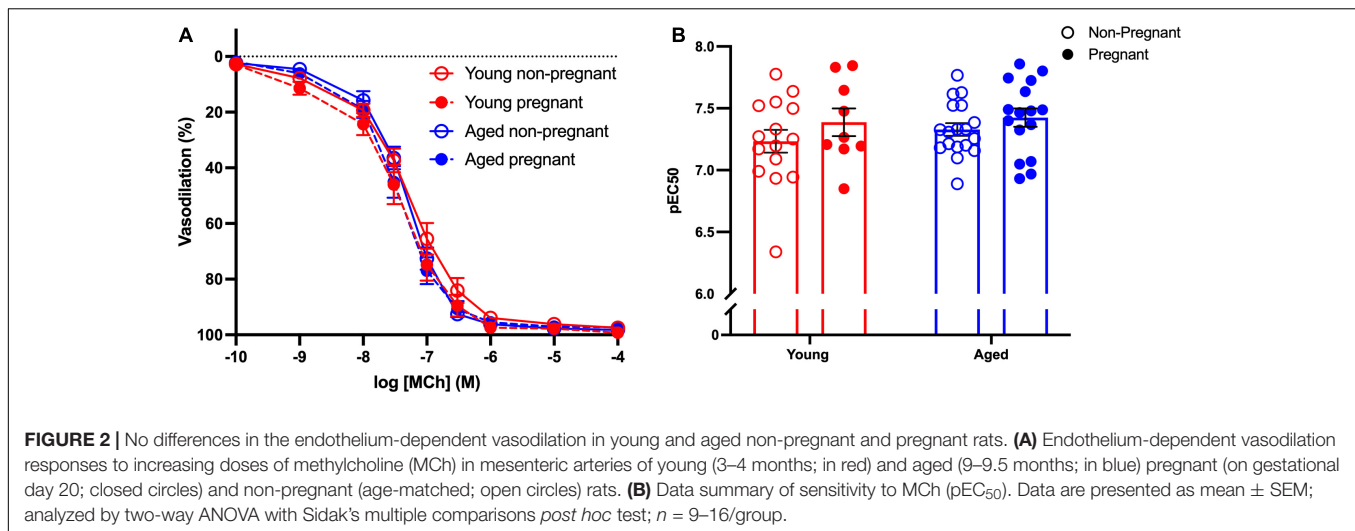 A
0
20
40
60
80
100
Vasodilation (%)
-10 -9 -8 -7 -6 -5 -4
log [MCh] (M)
Young non-pregnant
Young pregnant
Aged non-pregnant
Aged pregnant
B
8.0
7.5
7.0
6.5
6.0
0
pEC50
Young Aged
Non-Pregnant
Pregnant
FIGURE 2 | No differences in the endothelium-dependent vasodilation in young and aged non-pregnant and pregnant rats. (A) Endothelium-dependent vasodilation
responses to increasing doses of methylcholine (MCh) in mesenteric arteries of young (3–4 months; in red) and aged (9–9.5 months; in blue) pregnant (on gestational
day 20; closed circles) and non-pregnant (age-matched; open circles) rats. (B) Data summary of sensitivity to MCh (pEC50). Data are presented as mean ± SEM;
analyzed by two-way ANOVA with Sidak's multiple comparisons post hoc test; n = 9–16/group.